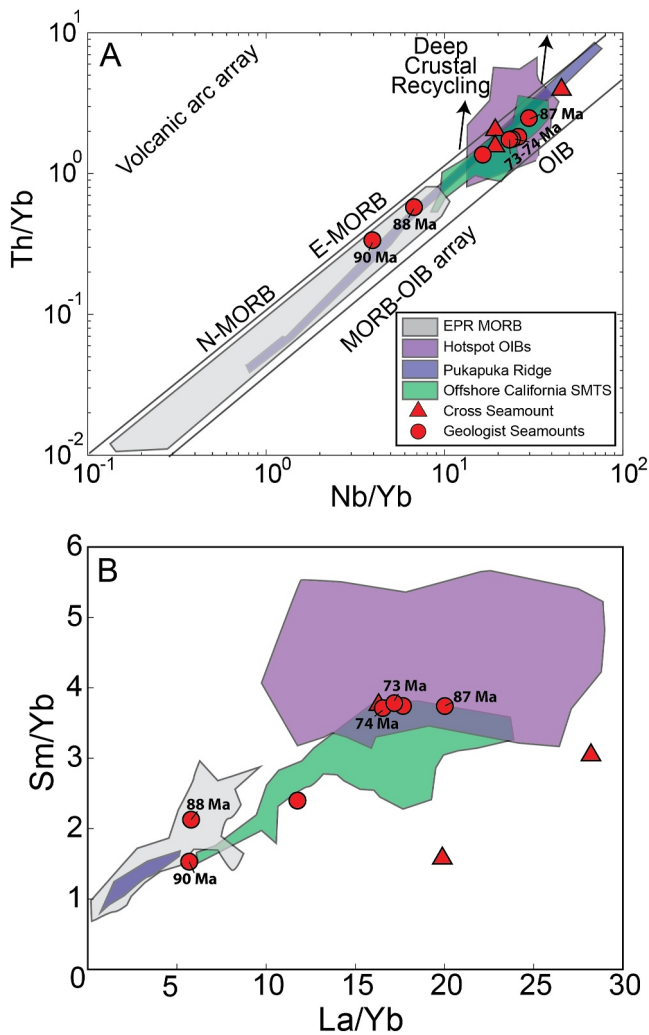 A
10¹
10⁰
10⁻¹
10⁻²
Th/Yb
Volcanic arc array
Deep
Crustal
Recycling
87 Ma
73-74 Ma
OIB
E-MORB
88 Ma
90 Ma
N-MORB
MORB-OIB array
EPR MORB
Hotspot OIBs
Pukapuka Ridge
Offshore California SMTS
Cross Seamount
Geologist Seamounts
10⁻¹
10⁰
10¹
10²
Nb/Yb
B
6
5
4
3
2
1
0
Sm/Yb
73 Ma
74 Ma
87 Ma
88 Ma
90 Ma
5
10
15
20
25
30
La/Yb